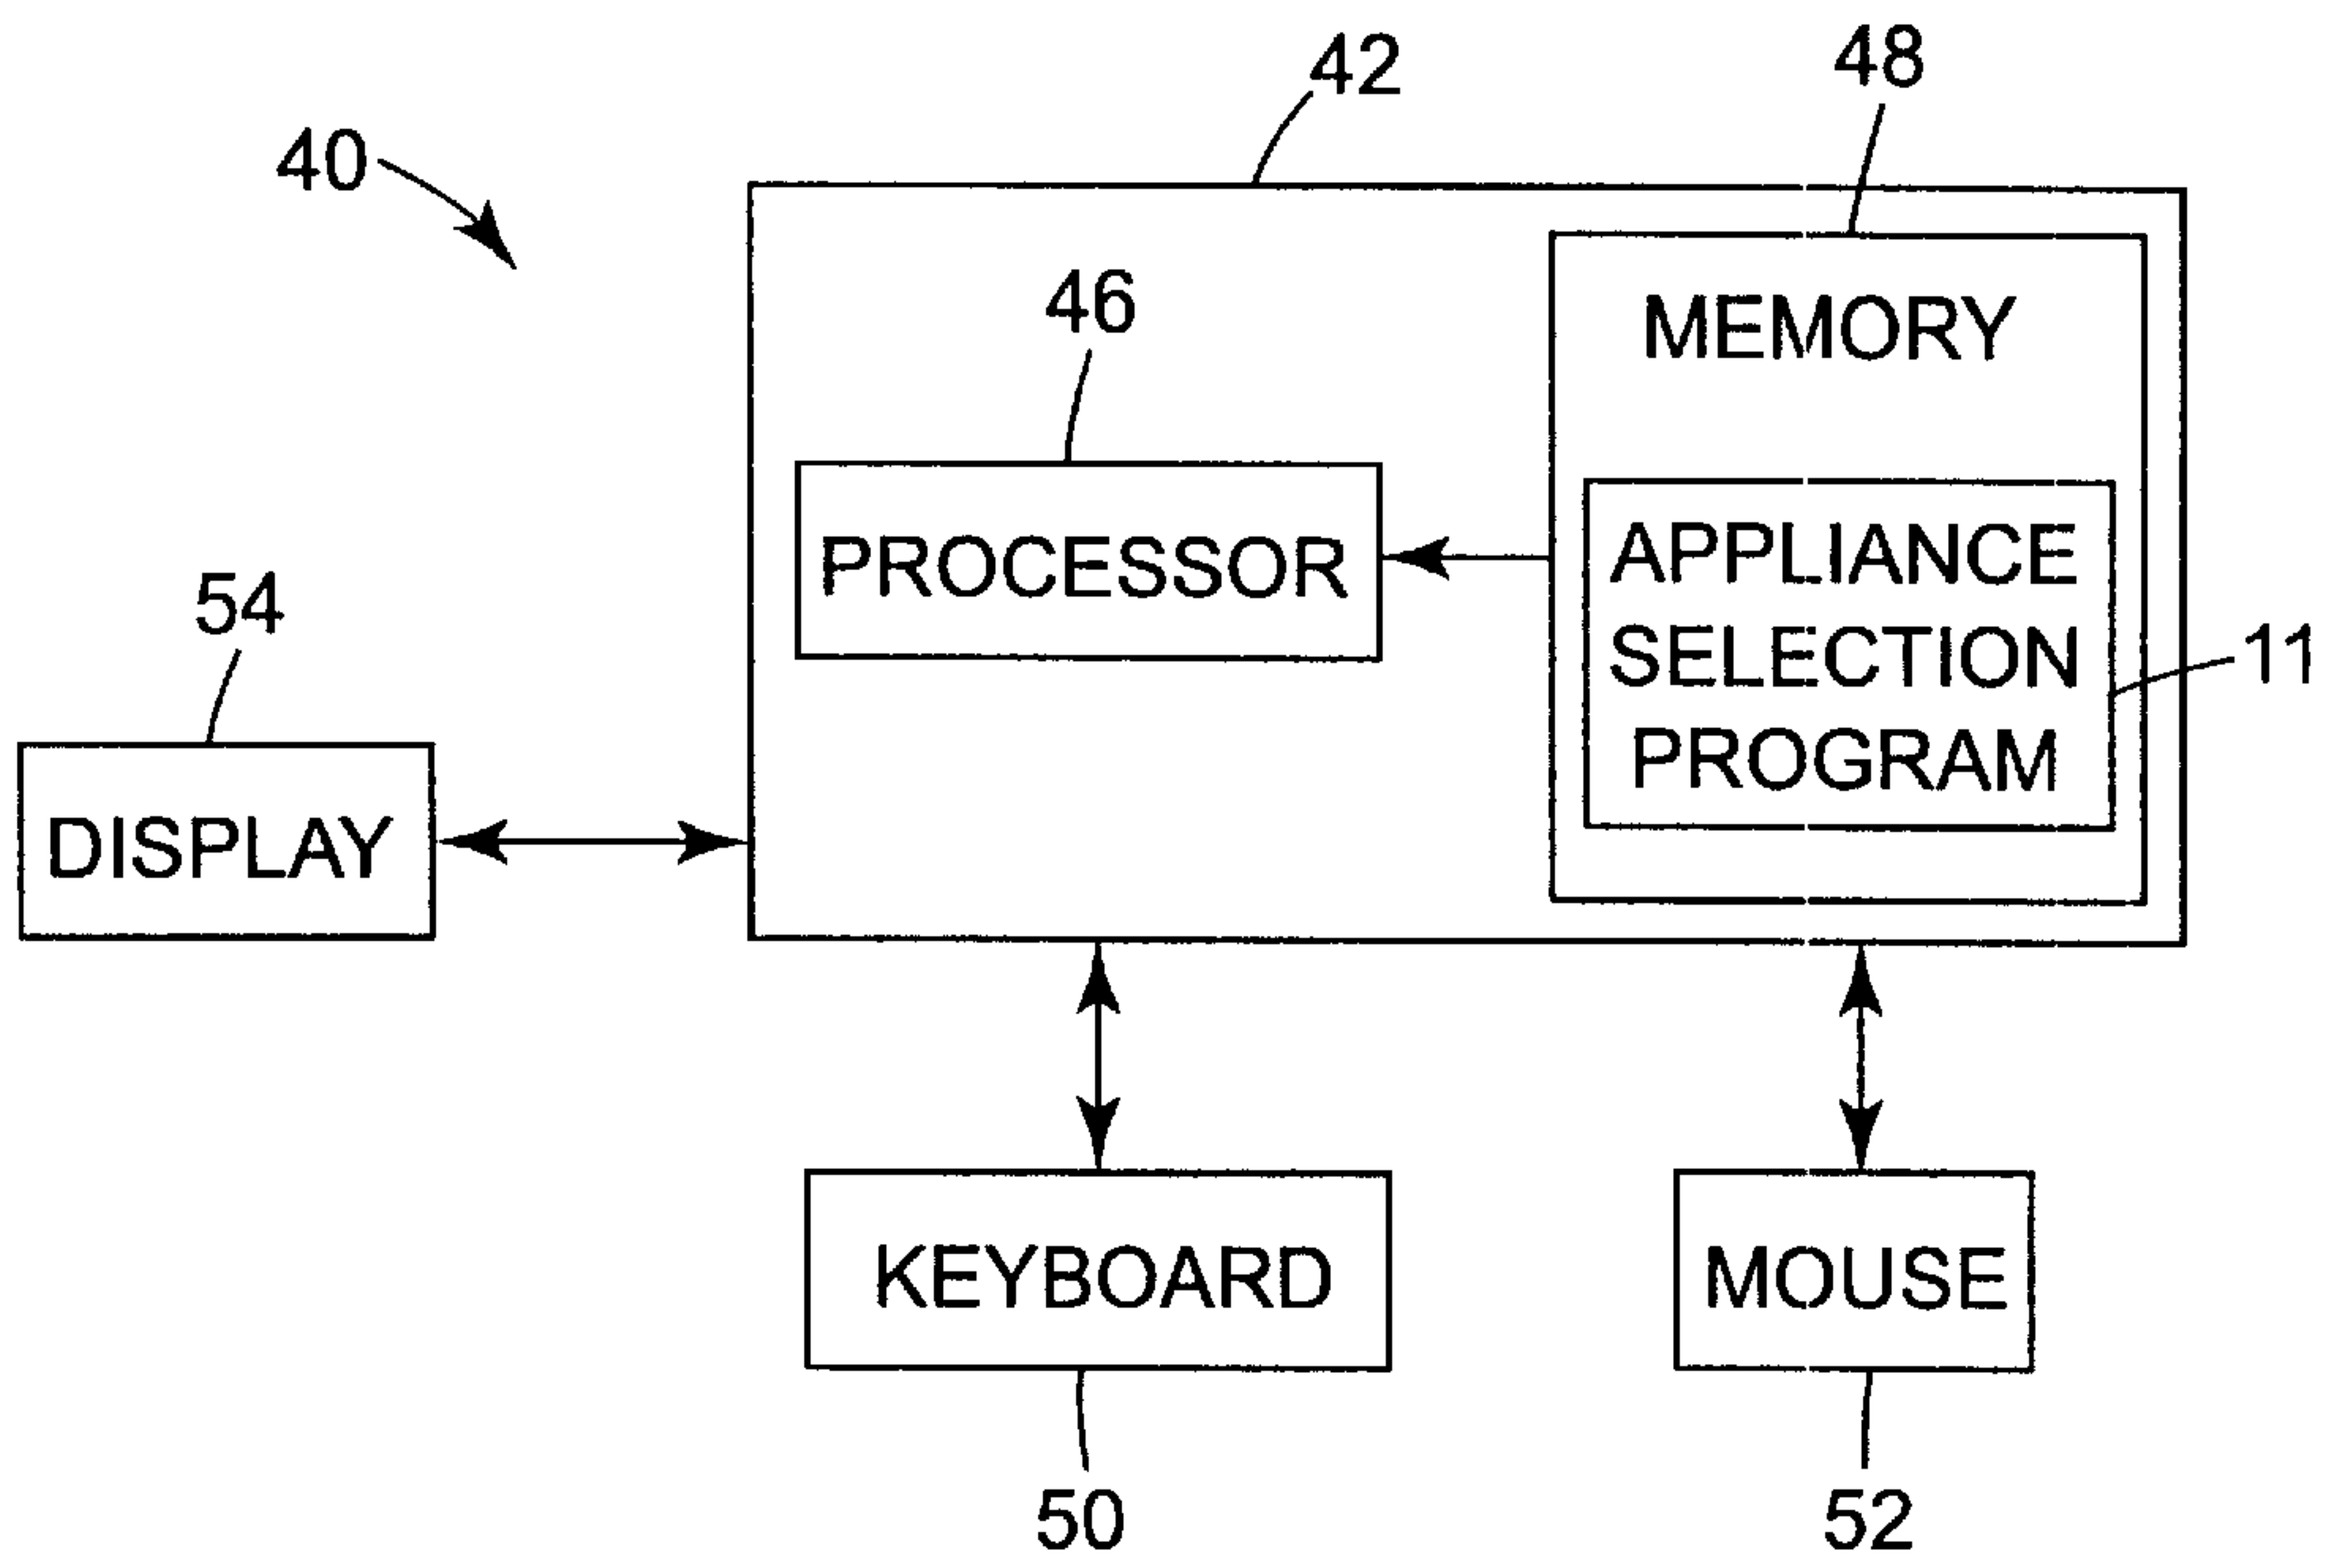 42
48
40
46
MEMORY
PROCESSOR
APPLIANCE
SELECTION
PROGRAM
11
54
DISPLAY
KEYBOARD
MOUSE
50
52